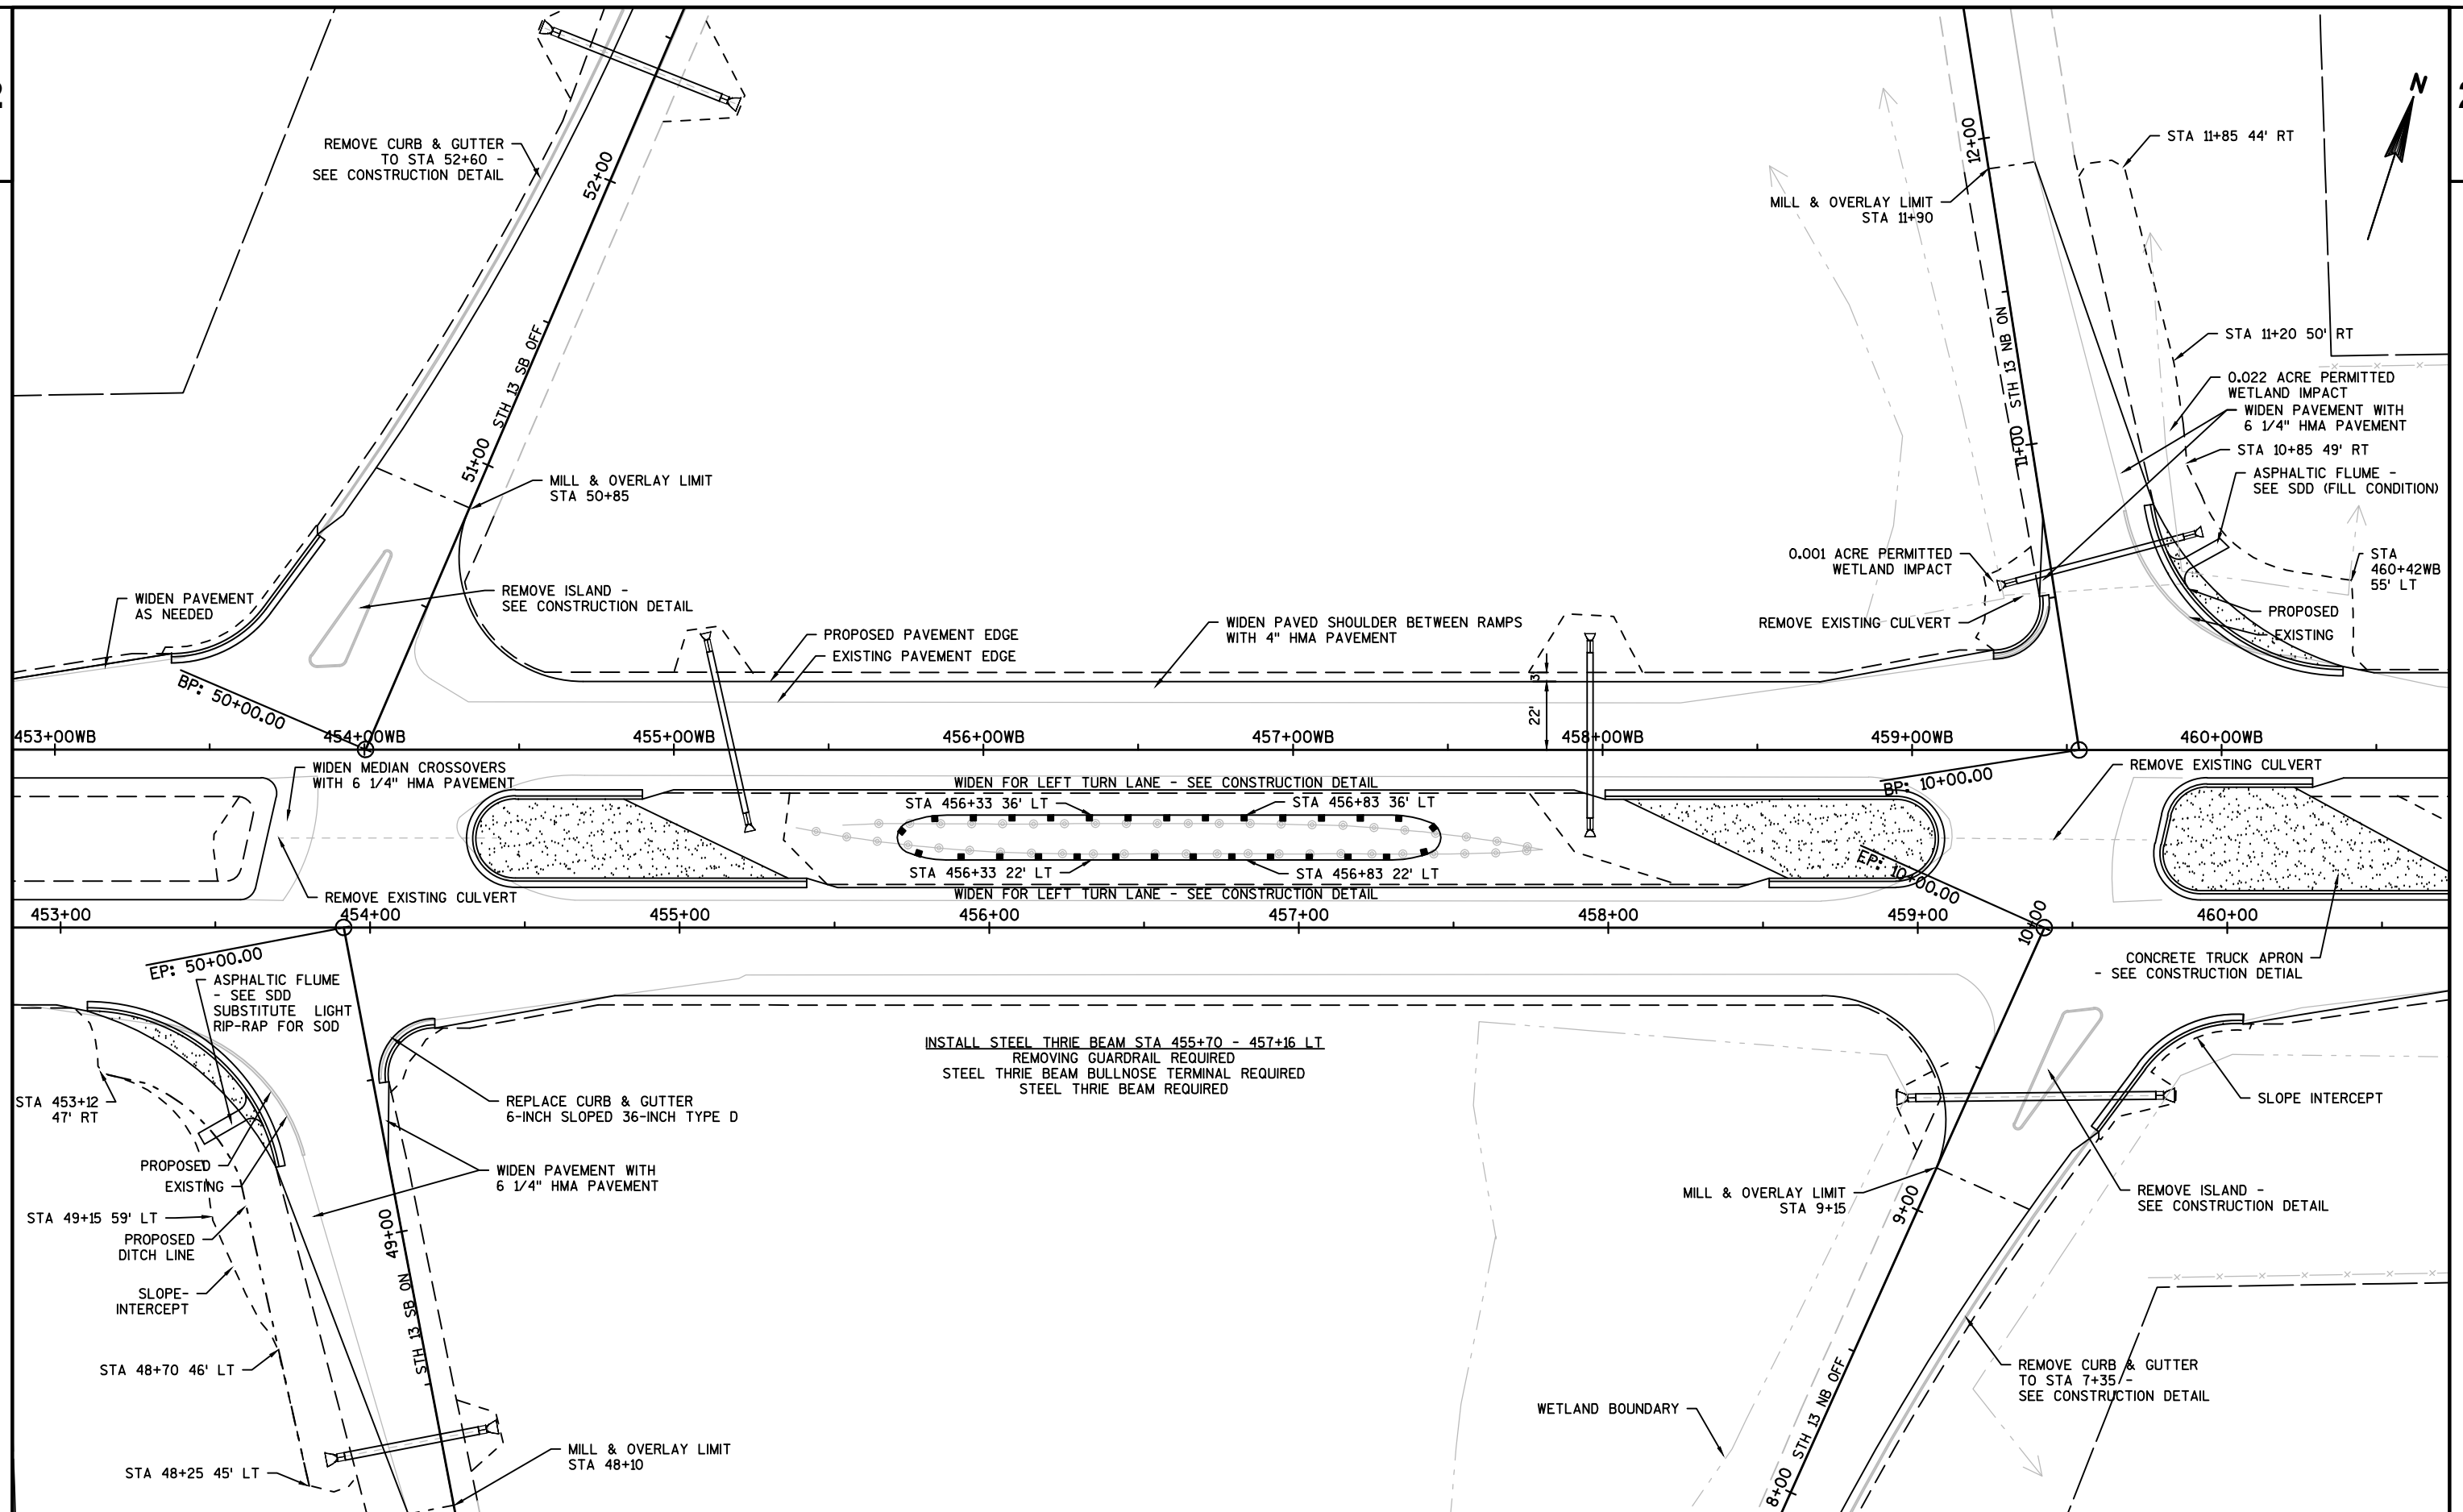 N
REMOVE CURB & GUTTER
TO STA 52+60 -
SEE CONSTRUCTION DETAIL
52+00
STH 13 SB OFF
51+00
MILL & OVERLAY LIMIT
STA 50+85
REMOVE ISLAND -
SEE CONSTRUCTION DETAIL
WIDEN PAVEMENT
AS NEEDED
BP: 50+00.00
PROPOSED PAVEMENT EDGE
EXISTING PAVEMENT EDGE
WIDEN PAVED SHOULDER BETWEEN RAMPS
WITH 4" HMA PAVEMENT
3'
22'
12+00
MILL & OVERLAY LIMIT
STA 11+90
STH 13 NB ON
11+00
STA 11+85 44' RT
STA 11+20 50' RT
0.022 ACRE PERMITTED
WETLAND IMPACT
WIDEN PAVEMENT WITH
6 1/4" HMA PAVEMENT
STA 10+85 49' RT
ASPHALTIC FLUME -
SEE SDD (FILL CONDITION)
0.001 ACRE PERMITTED
WETLAND IMPACT
STA
460+42WB
55' LT
REMOVE EXISTING CULVERT
PROPOSED
EXISTING
453+00WB
454+00WB
455+00WB
456+00WB
457+00WB
458+00WB
459+00WB
460+00WB
WIDEN MEDIAN CROSSOVERS
WITH 6 1/4" HMA PAVEMENT
WIDEN FOR LEFT TURN LANE - SEE CONSTRUCTION DETAIL
STA 456+33 36' LT
STA 456+83 36' LT
STA 456+33 22' LT
STA 456+83 22' LT
WIDEN FOR LEFT TURN LANE - SEE CONSTRUCTION DETAIL
BP: 10+00.00
REMOVE EXISTING CULVERT
EP: 10+00.00
REMOVE EXISTING CULVERT
453+00
454+00
455+00
456+00
457+00
458+00
459+00
460+00
10+00
EP: 50+00.00
ASPHALTIC FLUME
- SEE SDD
SUBSTITUTE LIGHT
RIP-RAP FOR SOD
CONCRETE TRUCK APRON
- SEE CONSTRUCTION DETIAL
INSTALL STEEL THRIE BEAM STA 455+70 - 457+16 LT
REMOVING GUARDRAIL REQUIRED
STEEL THRIE BEAM BULLNOSE TERMINAL REQUIRED
STEEL THRIE BEAM REQUIRED
STA 453+12
47' RT
REPLACE CURB & GUTTER
6-INCH SLOPED 36-INCH TYPE D
SLOPE INTERCEPT
PROPOSED
EXISTING
WIDEN PAVEMENT WITH
6 1/4" HMA PAVEMENT
MILL & OVERLAY LIMIT
STA 9+15
9+00
REMOVE ISLAND -
SEE CONSTRUCTION DETAIL
STA 49+15 59' LT
PROPOSED
DITCH LINE
49+00
STH 13 SB ON
SLOPE-
INTERCEPT
STA 48+70 46' LT
STH 13 NB OFF
REMOVE CURB & GUTTER
TO STA 7+35 -
SEE CONSTRUCTION DETAIL
WETLAND BOUNDARY
MILL & OVERLAY LIMIT
STA 48+10
STA 48+25 45' LT
8+00